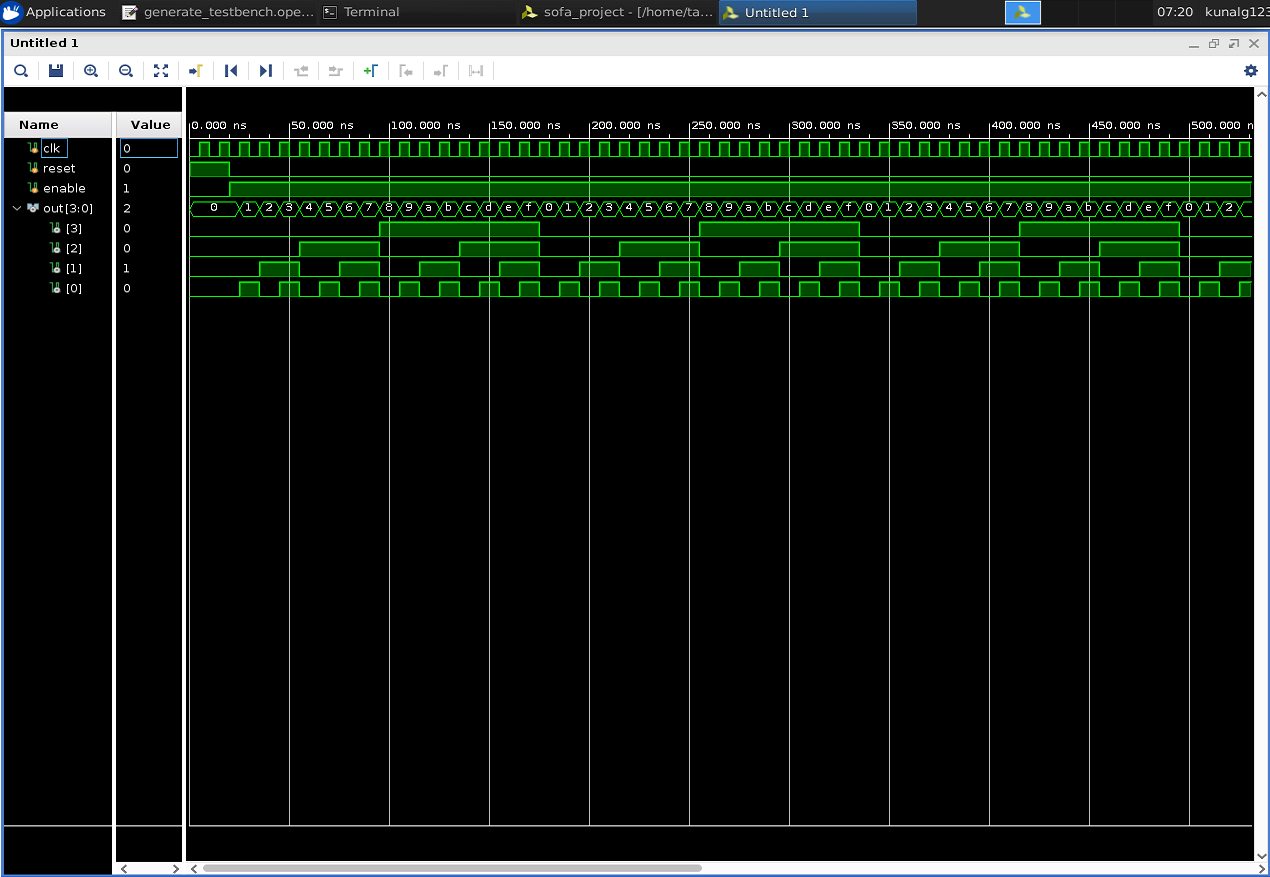 Applications generate_testbench.ope... Terminal sofa_project - [/home/ta... Untitled 1 07:20 kunalg123
Untitled 1
Name Value
0.000 ns 50.000 ns 100.000 ns 150.000 ns 200.000 ns 250.000 ns 300.000 ns 350.000 ns 400.000 ns 450.000 ns 500.000 n
clk 0
reset 0
enable 1
out[3:0] 2 0 1 2 3 4 5 6 7 8 9 a b c d e f 0 1 2 3 4 5 6 7 8 9 a b c d e f 0 1 2 3 4 5 6 7 8 9 a b c d e f 0 1 2
[3] 0
[2] 0
[1] 1
[0] 0